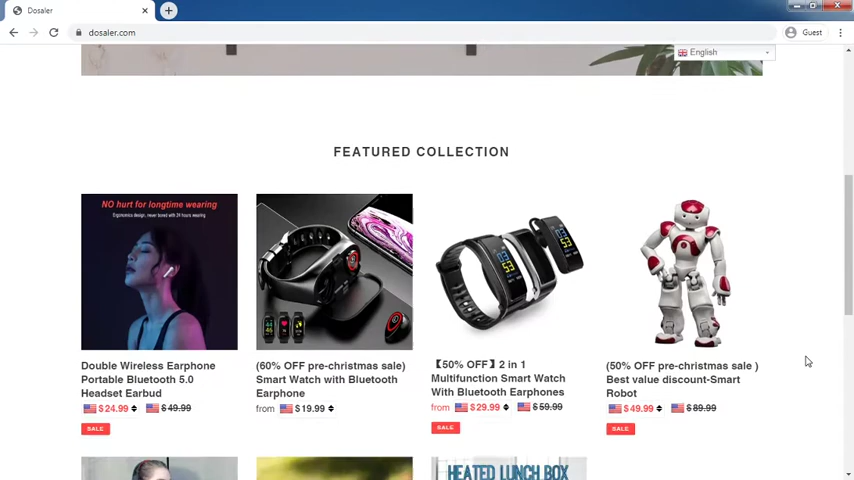 Dosaler
dosaler.com
Guest
English
FEATURED COLLECTION
NO hurt for longtime wearing
Ergonomics design, never bored with 24 hours wearing
Double Wireless Earphone
Portable Bluetooth 5.0
Headset Earbud
$24.99 $49.99
SALE
(60% OFF pre-christmas sale)
Smart Watch with Bluetooth
Earphone
from $19.99
【50% OFF】2 in 1
Multifunction Smart Watch
With Bluetooth Earphones
from $29.99 $59.99
SALE
(50% OFF pre-christmas sale )
Best value discount-Smart
Robot
$49.99 $89.99
SALE
HEATED LUNCH BOX